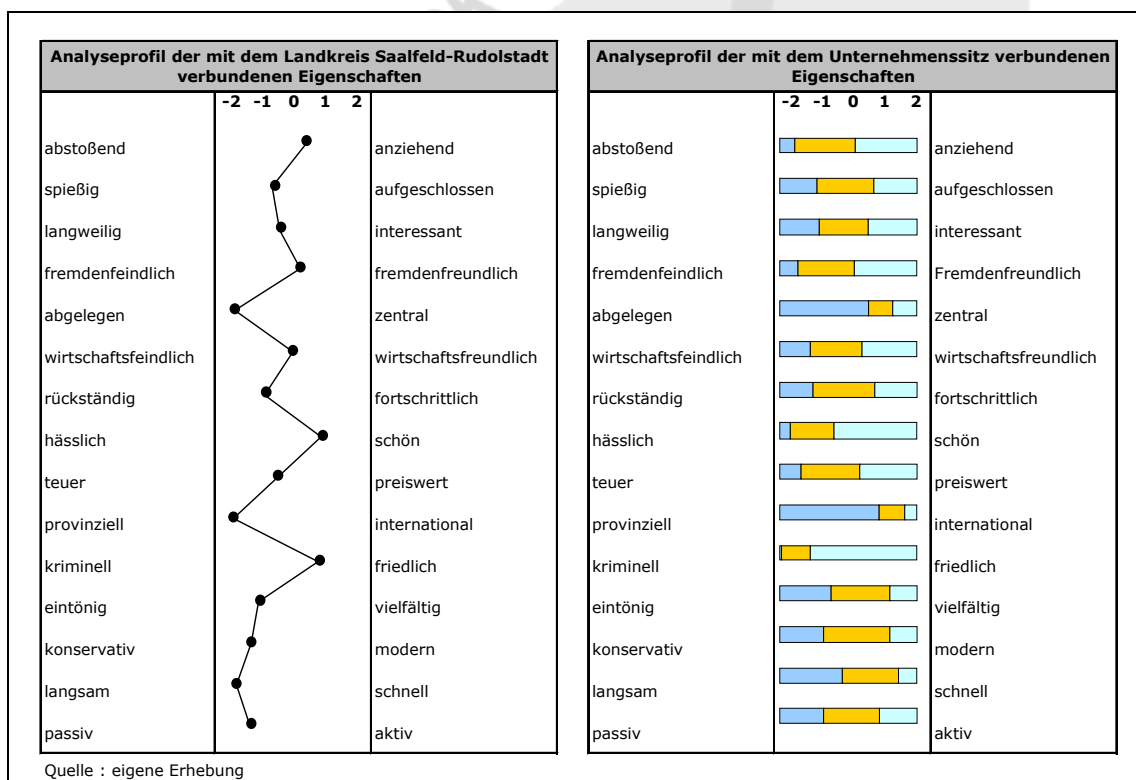 Analyseprofil der mit dem Landkreis Saalfeld-Rudolstadt
verbundenen Eigenschaften
-2 -1 0 1 2
abstoßend anziehend
spießig aufgeschlossen
langweilig interessant
fremdenfeindlich fremdenfreundlich
abgelegen zentral
wirtschaftsfeindlich wirtschaftsfreundlich
rückständig fortschrittlich
hässlich schön
teuer preiswert
provinziell international
kriminell friedlich
eintönig vielfältig
konservativ modern
langsam schnell
passiv aktiv
Analyseprofil der mit dem Unternehmenssitz verbundenen
Eigenschaften
-2 -1 0 1 2
abstoßend anziehend
spießig aufgeschlossen
langweilig interessant
fremdenfeindlich Fremdenfreundlich
abgelegen zentral
wirtschaftsfeindlich wirtschaftsfreundlich
rückständig fortschrittlich
hässlich schön
teuer preiswert
provinziell international
kriminell friedlich
eintönig vielfältig
konservativ modern
langsam schnell
passiv aktiv
Quelle : eigene Erhebung